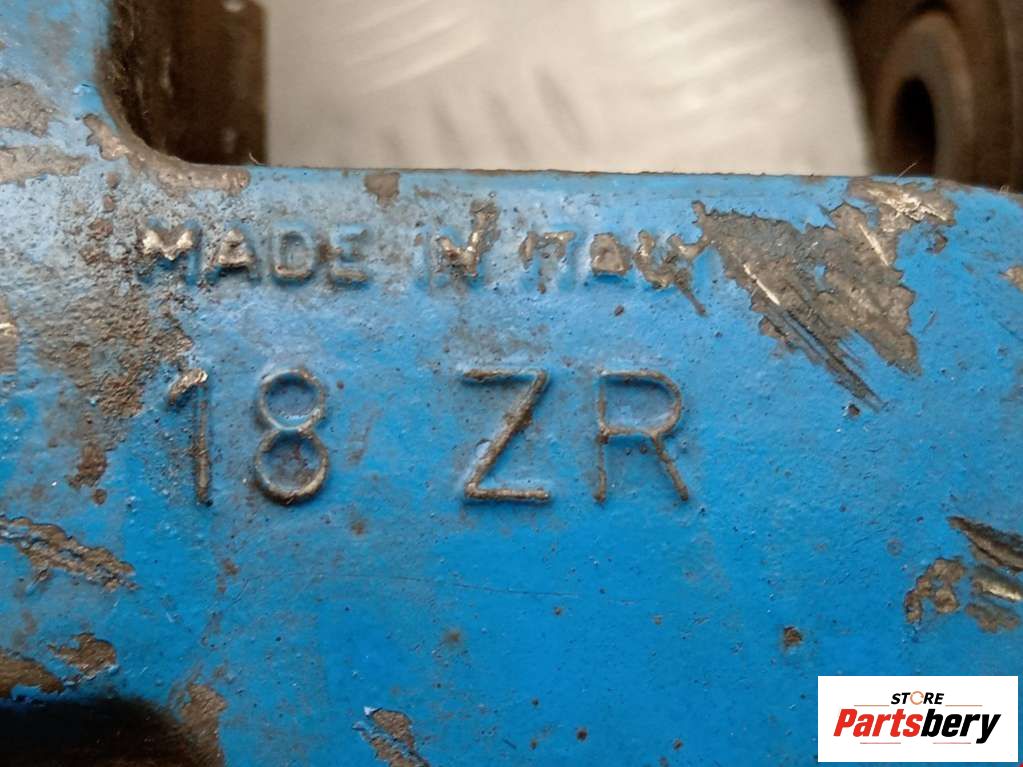 MADE IN ITALY
18 ZR
STORE
Partsbery